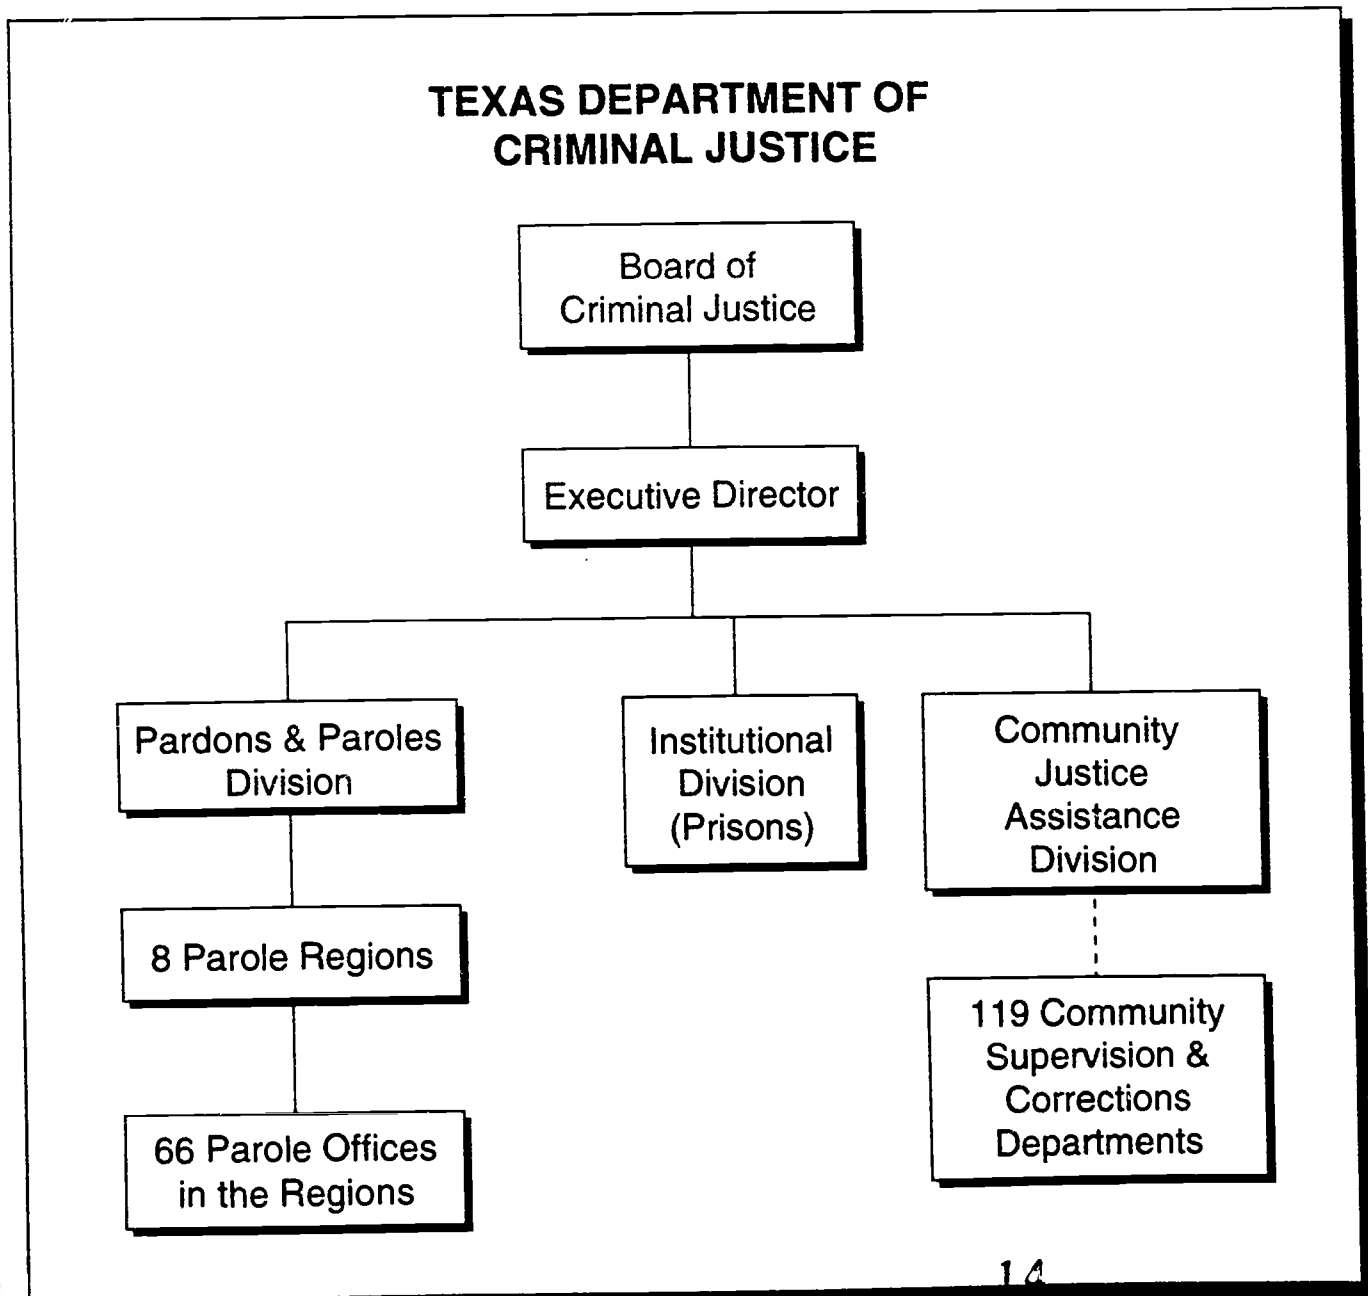 TEXAS DEPARTMENT OF
CRIMINAL JUSTICE
Board of
Criminal Justice
Executive Director
Pardons & Paroles
Division
Institutional
Division
(Prisons)
Community
Justice
Assistance
Division
8 Parole Regions
119 Community
Supervision &
Corrections
Departments
66 Parole Offices
in the Regions